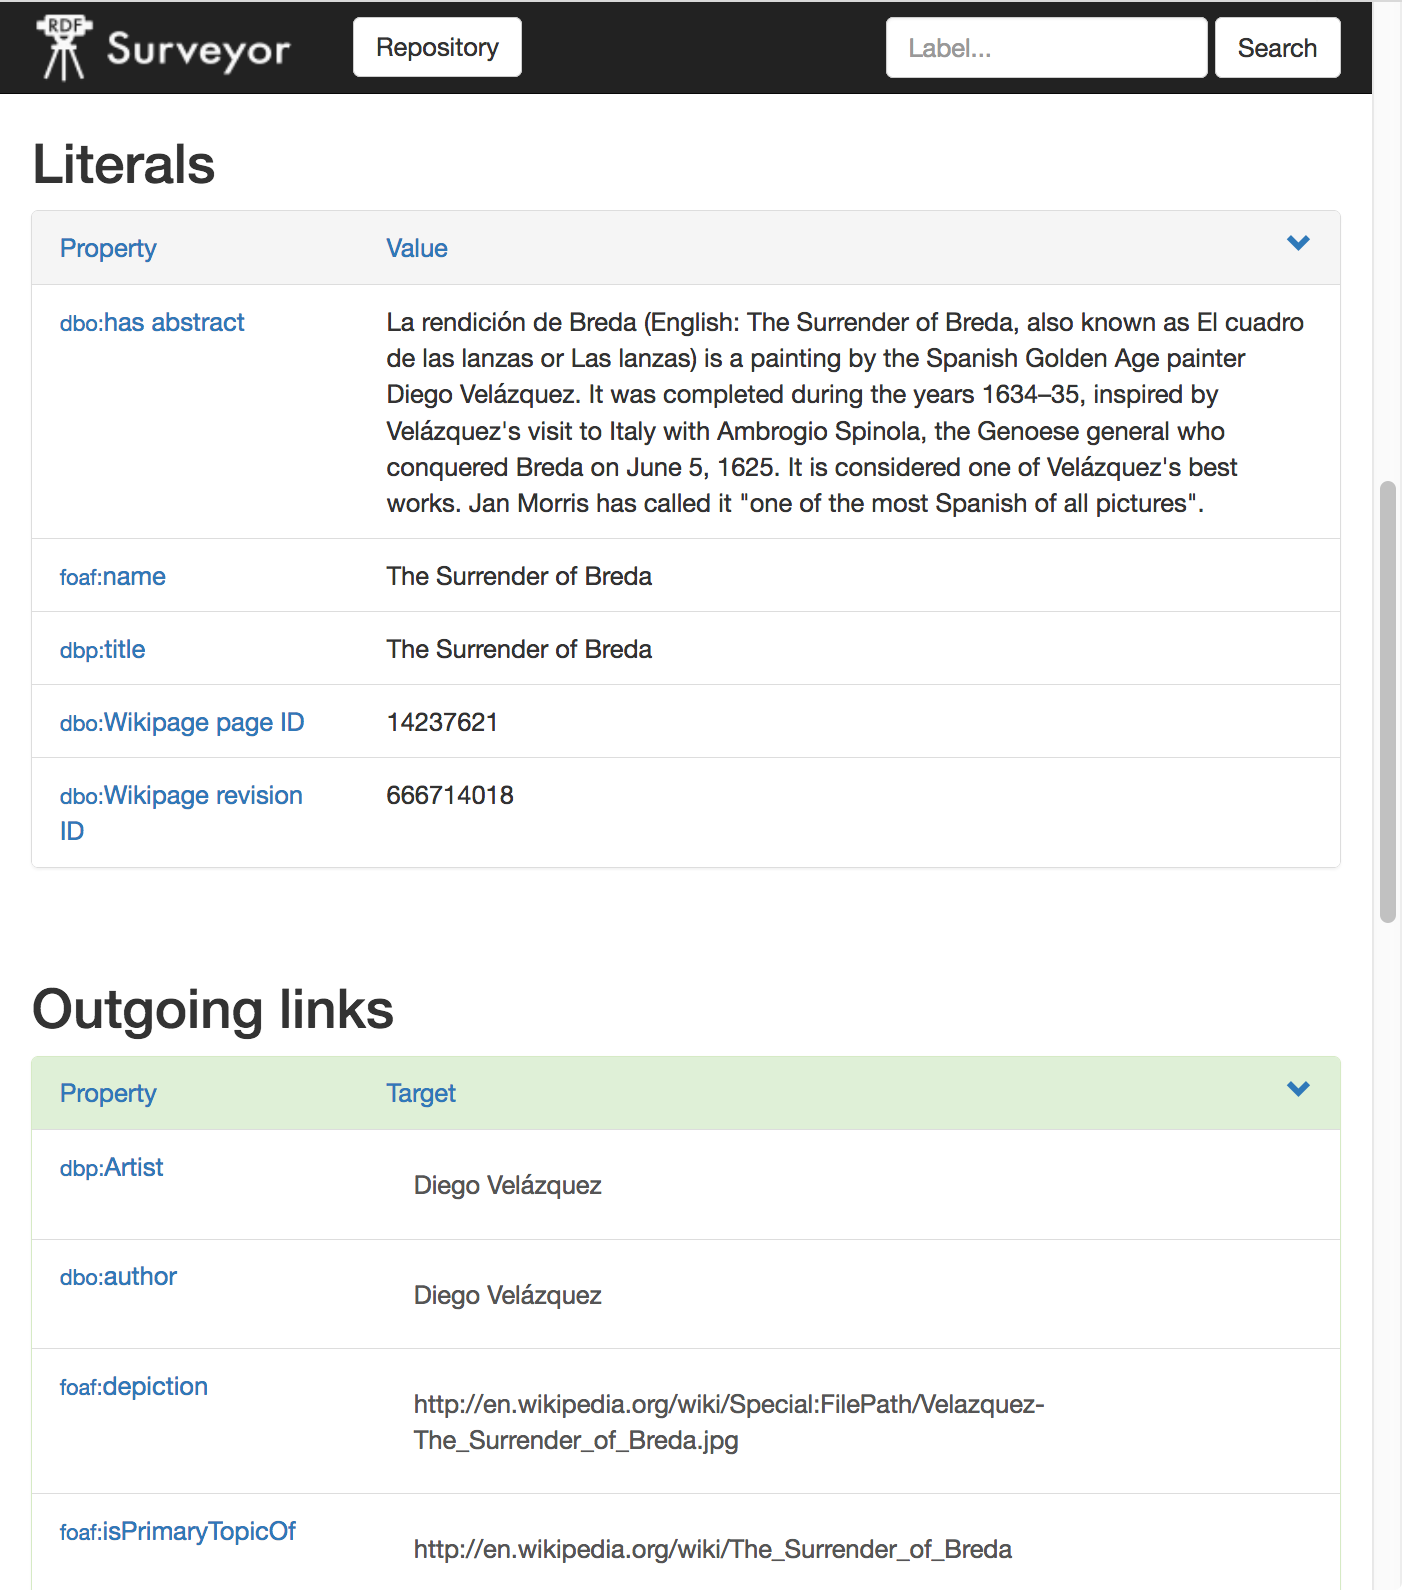 RDF Surveyor
Repository
Label...
Search
Literals
Property Value
dbo:has abstract La rendición de Breda (English: The Surrender of Breda, also known as El cuadro
de las lanzas or Las lanzas) is a painting by the Spanish Golden Age painter
Diego Velázquez. It was completed during the years 1634–35, inspired by
Velázquez's visit to Italy with Ambrogio Spinola, the Genoese general who
conquered Breda on June 5, 1625. It is considered one of Velázquez's best
works. Jan Morris has called it "one of the most Spanish of all pictures".
foaf:name The Surrender of Breda
dbp:title The Surrender of Breda
dbo:Wikipage page ID 14237621
dbo:Wikipage revision 666714018
ID
Outgoing links
Property Target
dbp:Artist
Diego Velázquez
dbo:author
Diego Velázquez
foaf:depiction
http://en.wikipedia.org/wiki/Special:FilePath/Velazquez-
The_Surrender_of_Breda.jpg
foaf:isPrimaryTopicOf
http://en.wikipedia.org/wiki/The_Surrender_of_Breda